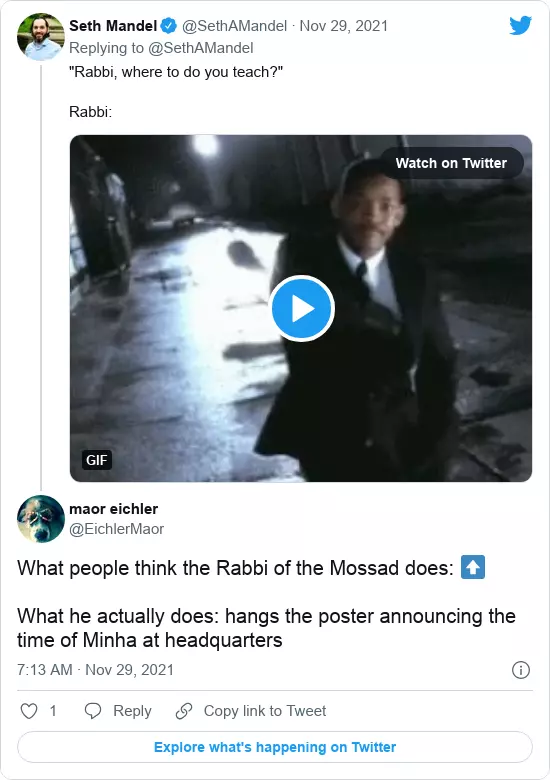 Seth Mandel @SethAMandel · Nov 29, 2021
Replying to @SethAMandel
"Rabbi, where to do you teach?"
Rabbi:
Watch on Twitter
GIF
maor eichler
@EichlerMaor
What people think the Rabbi of the Mossad does: ⬆️
What he actually does: hangs the poster announcing the
time of Minha at headquarters
7:13 AM · Nov 29, 2021
1 Reply Copy link to Tweet
Explore what's happening on Twitter